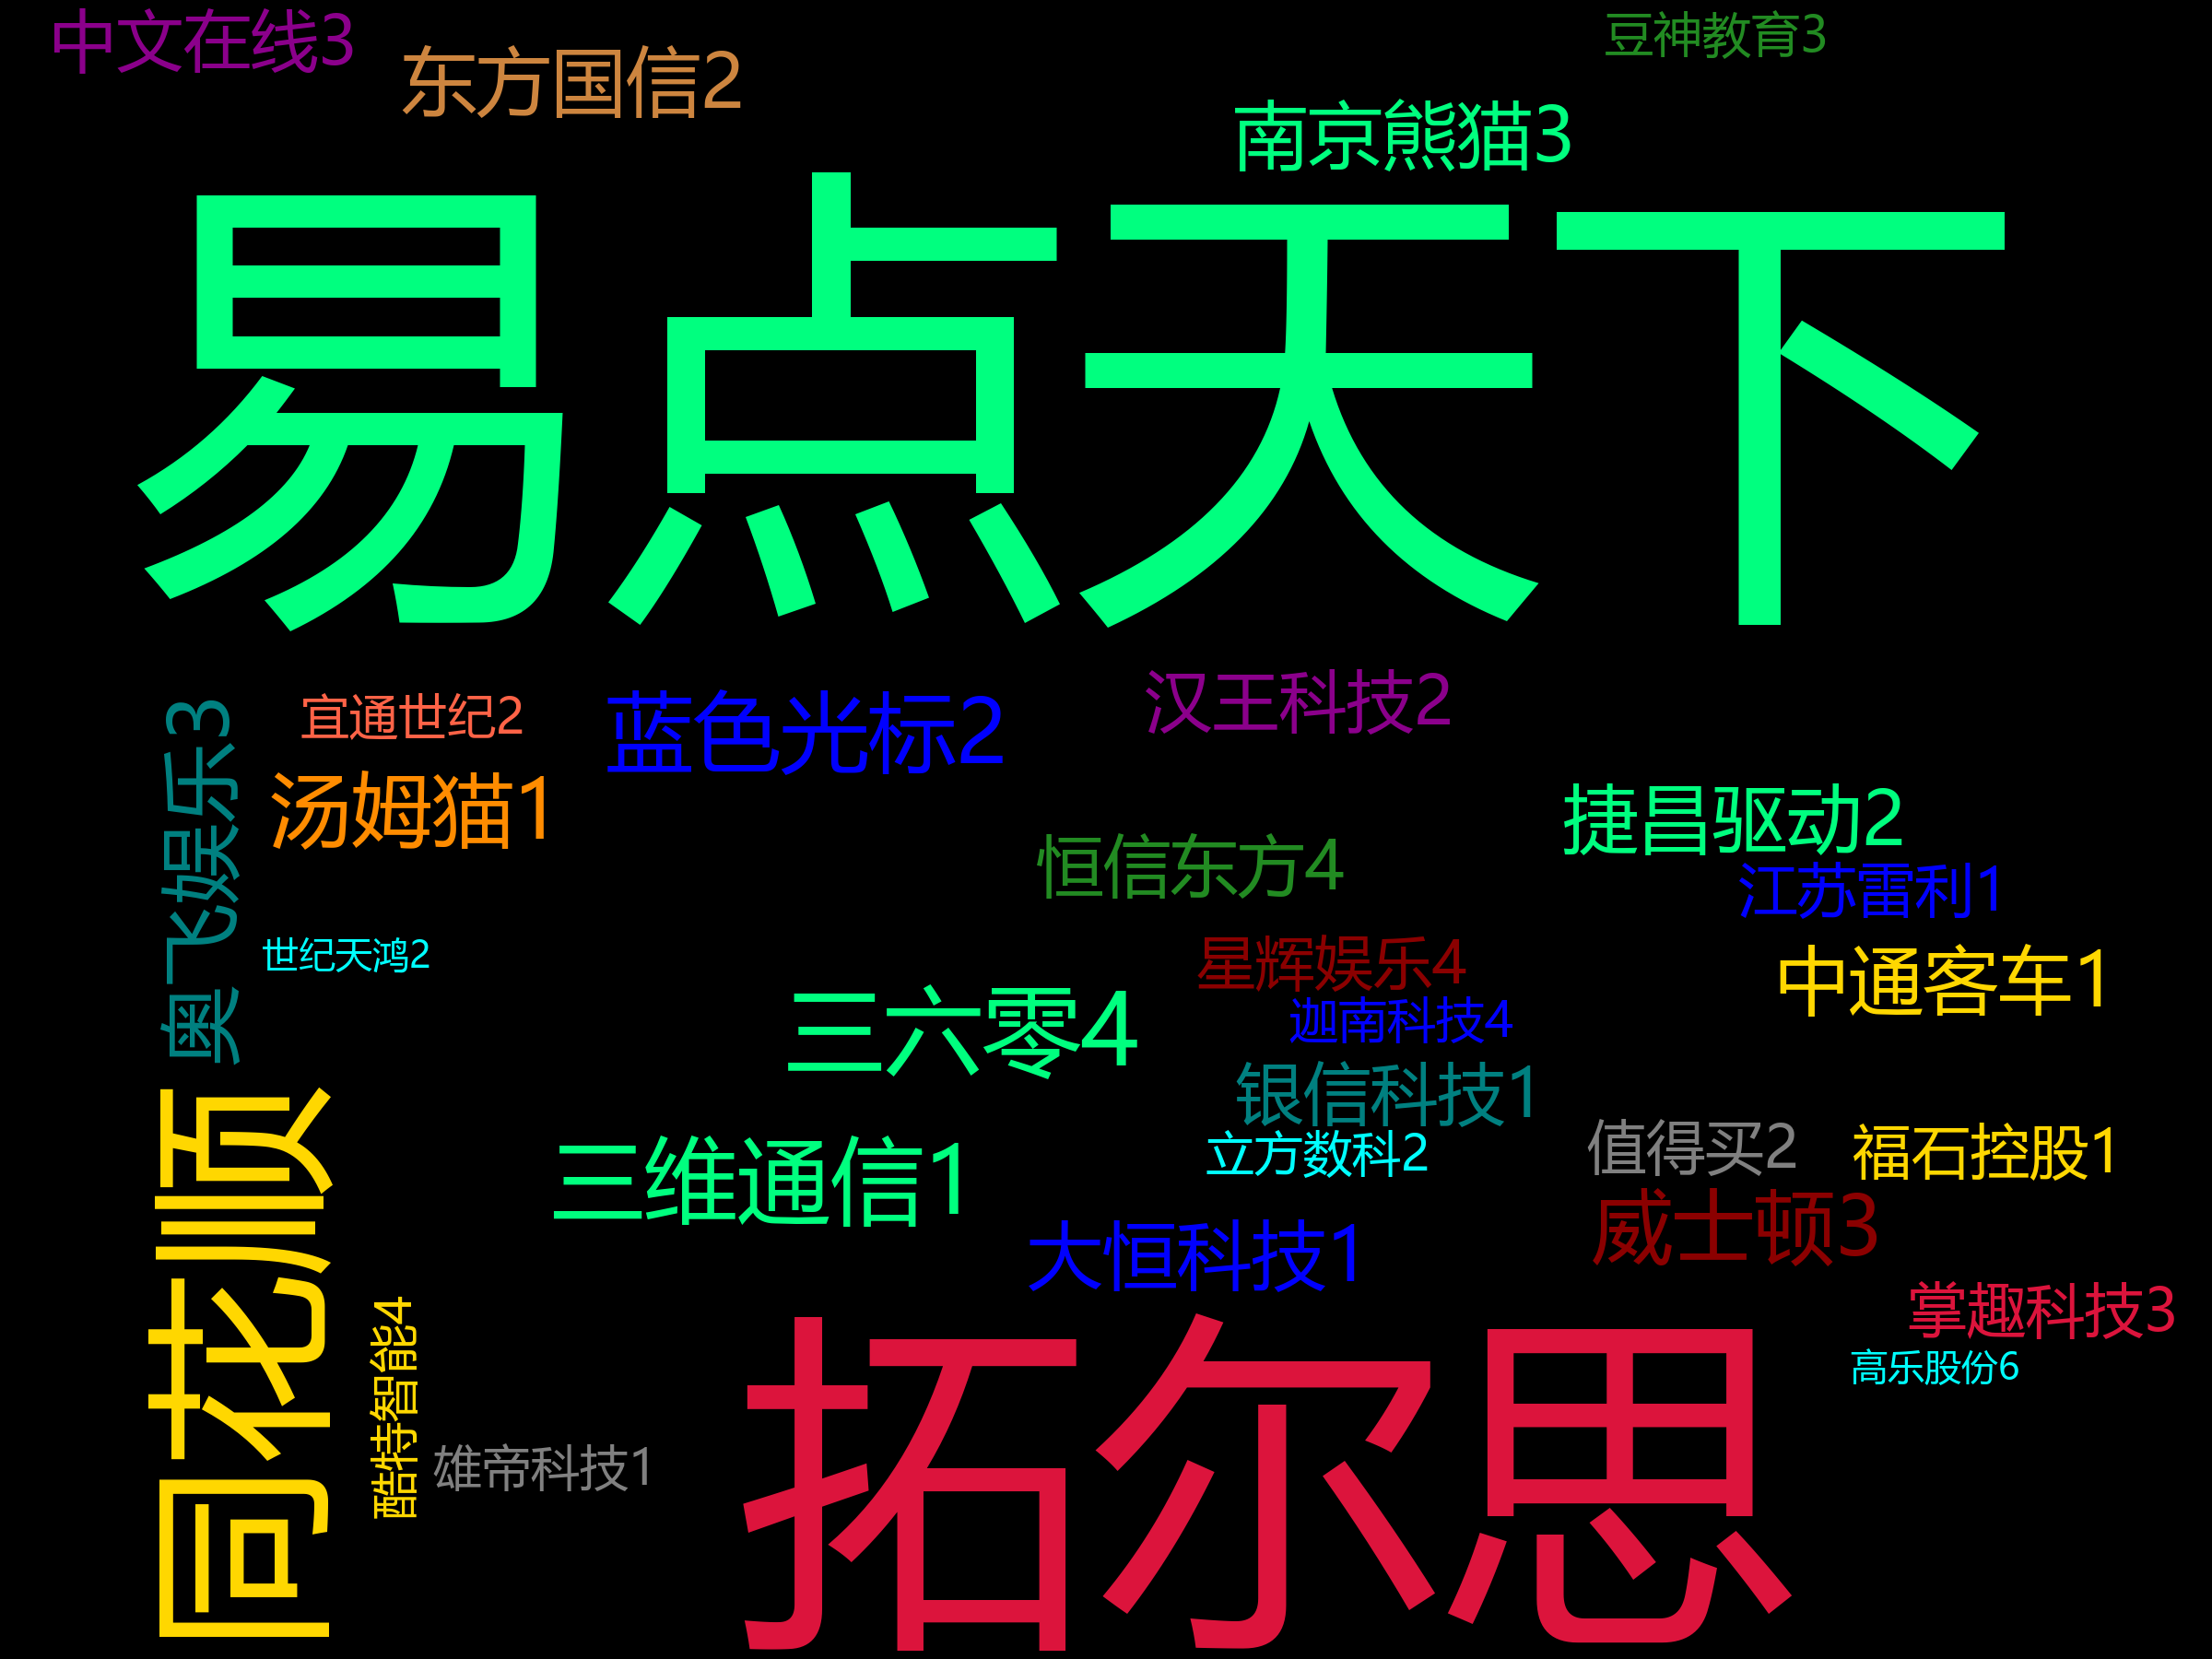 中文在线3
豆神教育3
东方国信2
南京熊猫3
易点天下
汉王科技2
宜通世纪2
蓝色光标2
奥飞娱乐3
汤姆猫1
捷昌驱动2
恒信东方4
江苏雷利1
世纪天鸿2
星辉娱乐4
中通客车1
三六零4
迦南科技4
银信科技1
同花顺
三维通信1
立方数科2
值得买2
福石控股1
威士顿3
大恒科技1
掌趣科技3
酷特智能4
拓尔思
高乐股份6
雄帝科技1